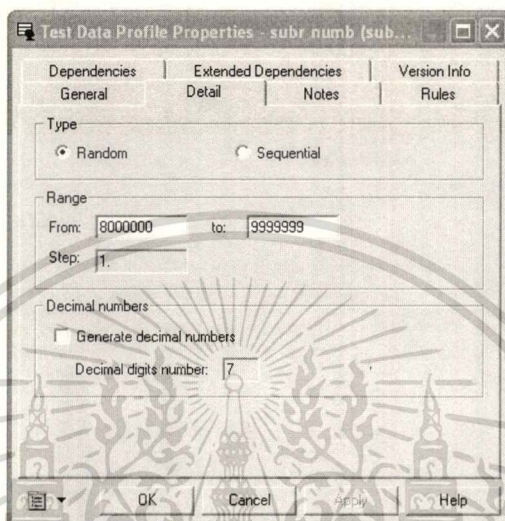 Test Data Profile Properties - subr numb (sub...
Dependencies Extended Dependencies Version Info
General Detail Notes Rules
Type
Random Sequential
Range
From: 8000000 to: 9999999
Step: 1.
Decimal numbers
Generate decimal numbers
Decimal digits number: 7
OK Cancel Apply Help